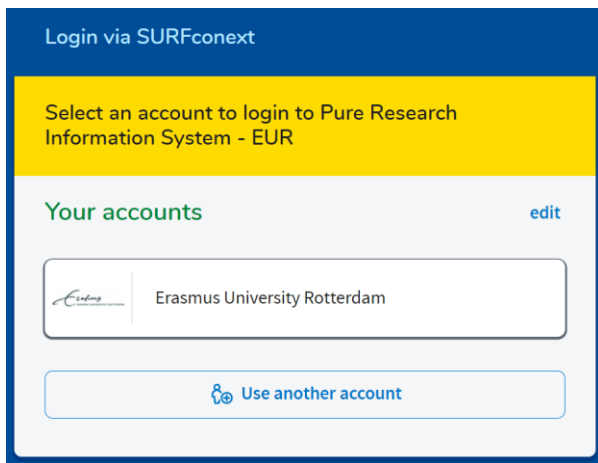 Login via SURFconext
Select an account to login to Pure Research
Information System - EUR
Your accounts
edit
Erasmus University Rotterdam
Use another account